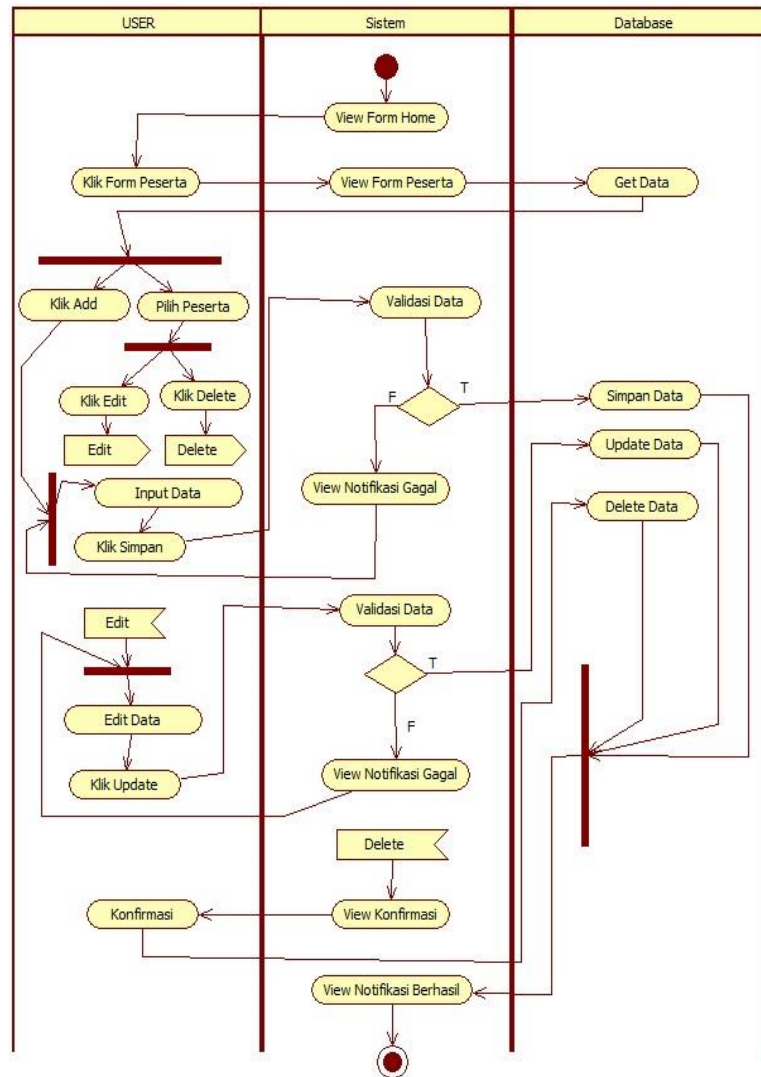 USER
Sistem
Database
View Form Home
Klik Form Peserta
View Form Peserta
Get Data
Klik Add
Pilih Peserta
Validasi Data
Klik Edit
Klik Delete
F
T
Simpan Data
Edit
Delete
Update Data
View Notifikasi Gagal
Input Data
Delete Data
Klik Simpan
Edit
Validasi Data
T
Edit Data
F
Klik Update
View Notifikasi Gagal
Delete
Konfirmasi
View Konfirmasi
View Notifikasi Berhasil